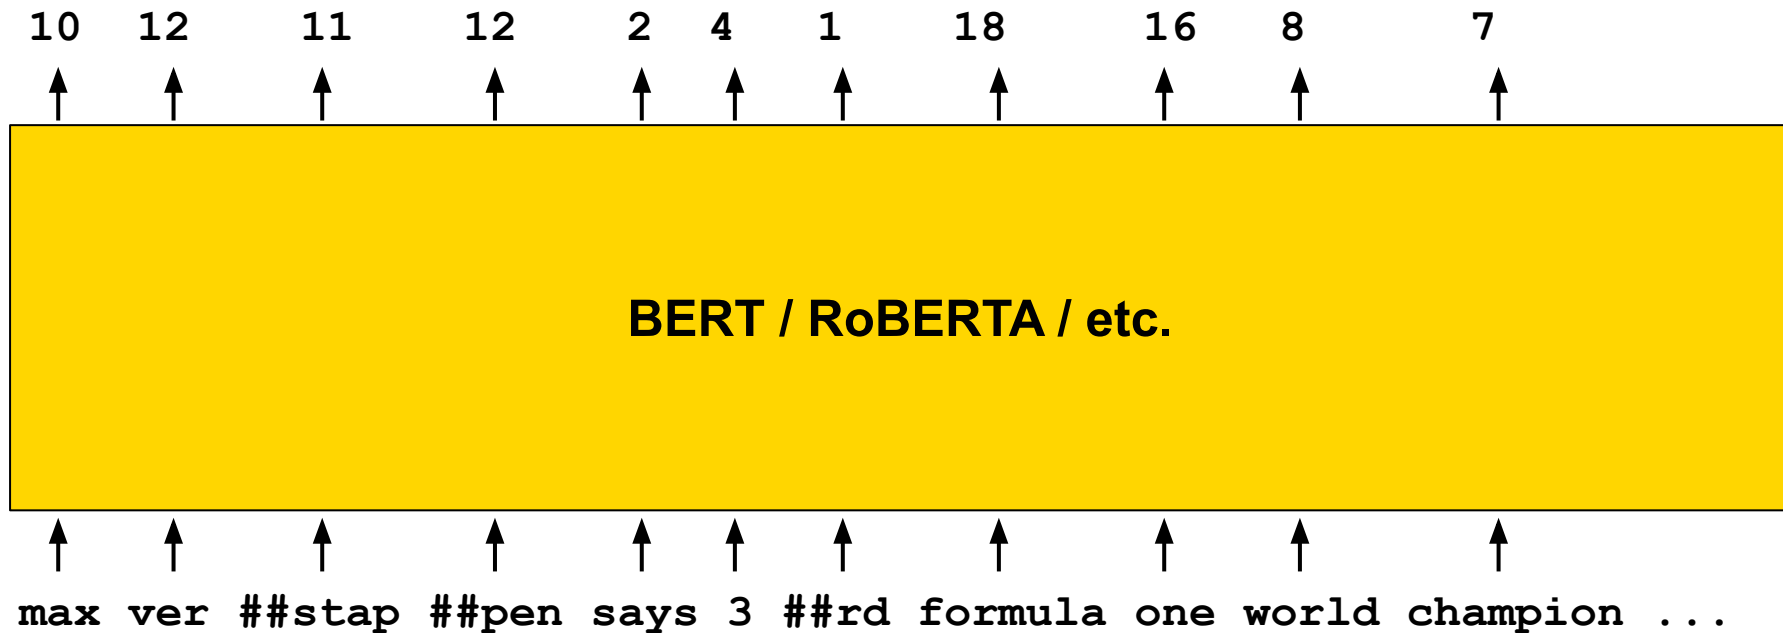 10 12 11 12 2 4 1 18 16 8 7
BERT / RoBERTA / etc.
max ver ##stap ##pen says 3 ##rd formula one world champion ...